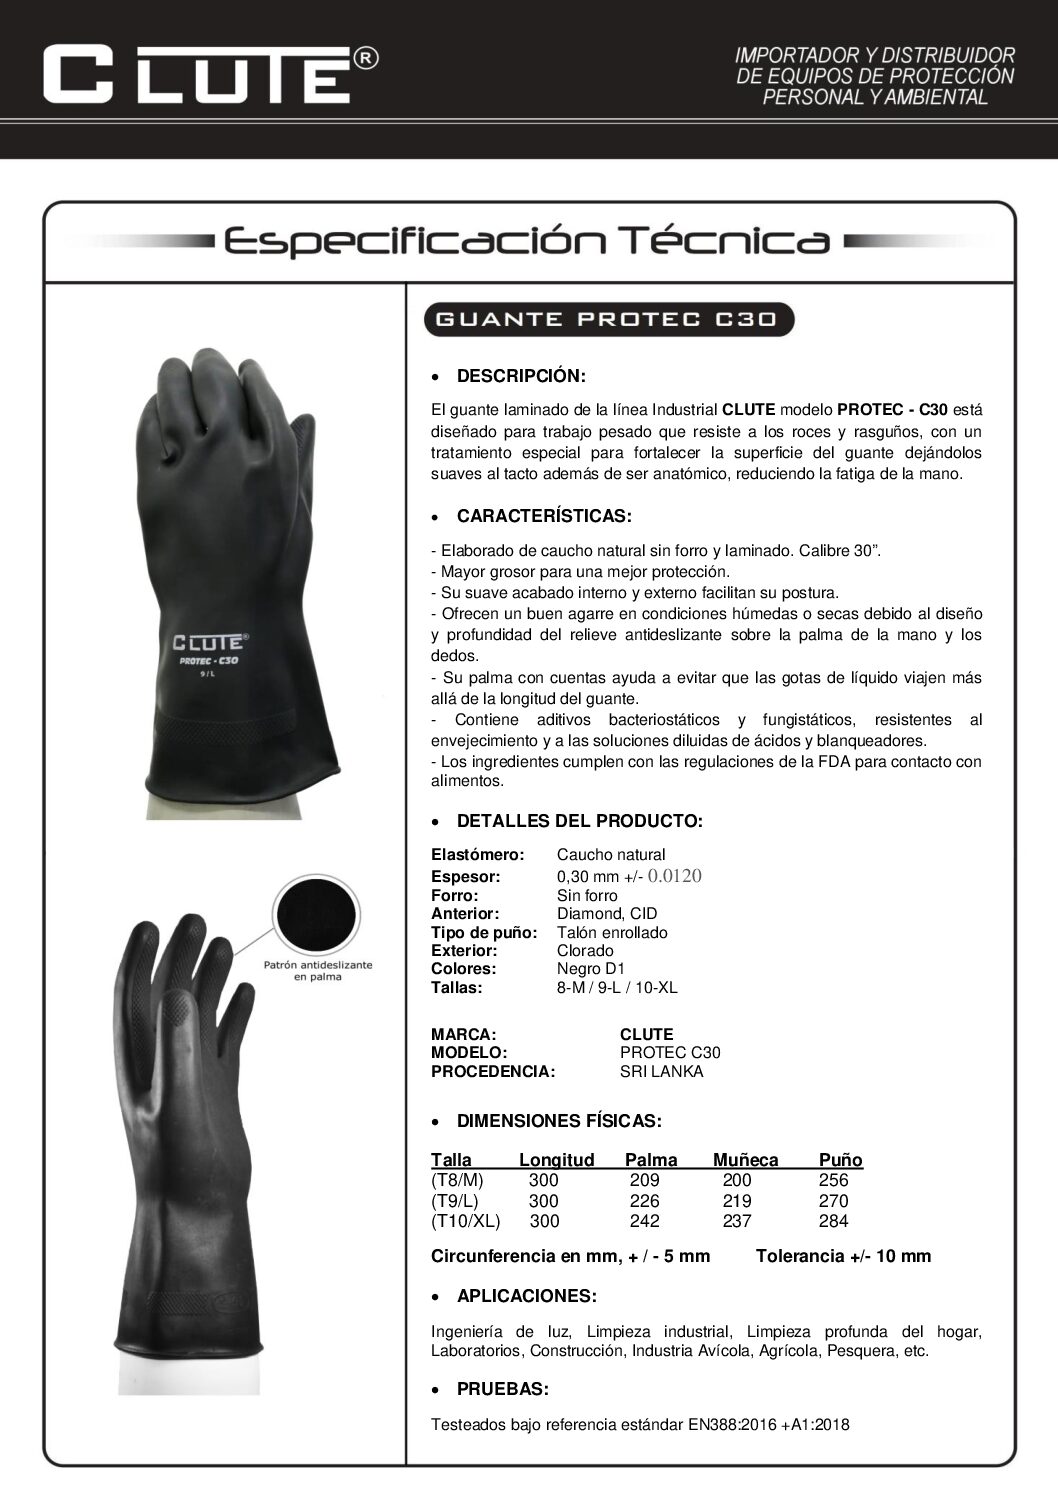 CLUTE®
IMPORTADOR Y DISTRIBUIDOR
DE EQUIPOS DE PROTECCIÓN
PERSONAL Y AMBIENTAL
Especificación Técnica
GUANTE PROTEC C30
• DESCRIPCIÓN:
El guante laminado de la línea Industrial CLUTE modelo PROTEC - C30 está
diseñado para trabajo pesado que resiste a los roces y rasguños, con un
tratamiento especial para fortalecer la superficie del guante dejándolos
suaves al tacto además de ser anatómico, reduciendo la fatiga de la mano.
• CARACTERÍSTICAS:
- Elaborado de caucho natural sin forro y laminado. Calibre 30”.
- Mayor grosor para una mejor protección.
- Su suave acabado interno y externo facilitan su postura.
- Ofrecen un buen agarre en condiciones húmedas o secas debido al diseño
y profundidad del relieve antideslizante sobre la palma de la mano y los
dedos.
- Su palma con cuentas ayuda a evitar que las gotas de líquido viajen más
allá de la longitud del guante.
- Contiene aditivos bacteriostáticos y fungistáticos, resistentes al
envejecimiento y a las soluciones diluidas de ácidos y blanqueadores.
- Los ingredientes cumplen con las regulaciones de la FDA para contacto con
alimentos.
• DETALLES DEL PRODUCTO:
Elastómero: Caucho natural
Espesor: 0,30 mm +/- 0.0120
Forro: Sin forro
Anterior: Diamond, CID
Tipo de puño: Talón enrollado
Exterior: Clorado
Colores: Negro D1
Tallas: 8-M / 9-L / 10-XL
MARCA: CLUTE
MODELO: PROTEC C30
PROCEDENCIA: SRI LANKA
• DIMENSIONES FÍSICAS:
Talla Longitud Palma Muñeca Puño
(T8/M) 300 209 200 256
(T9/L) 300 226 219 270
(T10/XL) 300 242 237 284
Circunferencia en mm, + / - 5 mm Tolerancia +/- 10 mm
• APLICACIONES:
Ingeniería de luz, Limpieza industrial, Limpieza profunda del hogar,
Laboratorios, Construcción, Industria Avícola, Agrícola, Pesquera, etc.
• PRUEBAS:
Testeados bajo referencia estándar EN388:2016 +A1:2018
CLUTE®
PROTEC - C30
9/L
Patrón antideslizante
en palma